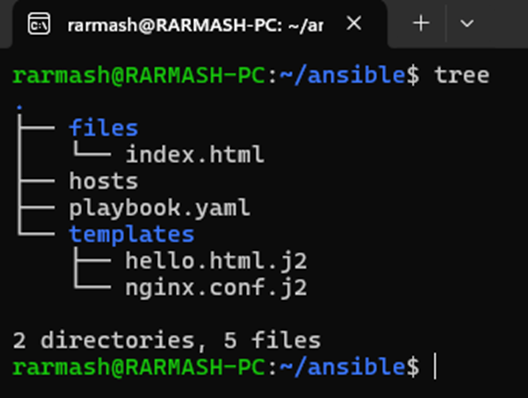 rarmash@RARMASH-PC: ~/ar
rarmash@RARMASH-PC:~/ansible$ tree
.
├── files
│   └── index.html
├── hosts
├── playbook.yaml
└── templates
    ├── hello.html.j2
    └── nginx.conf.j2

2 directories, 5 files
rarmash@RARMASH-PC:~/ansible$